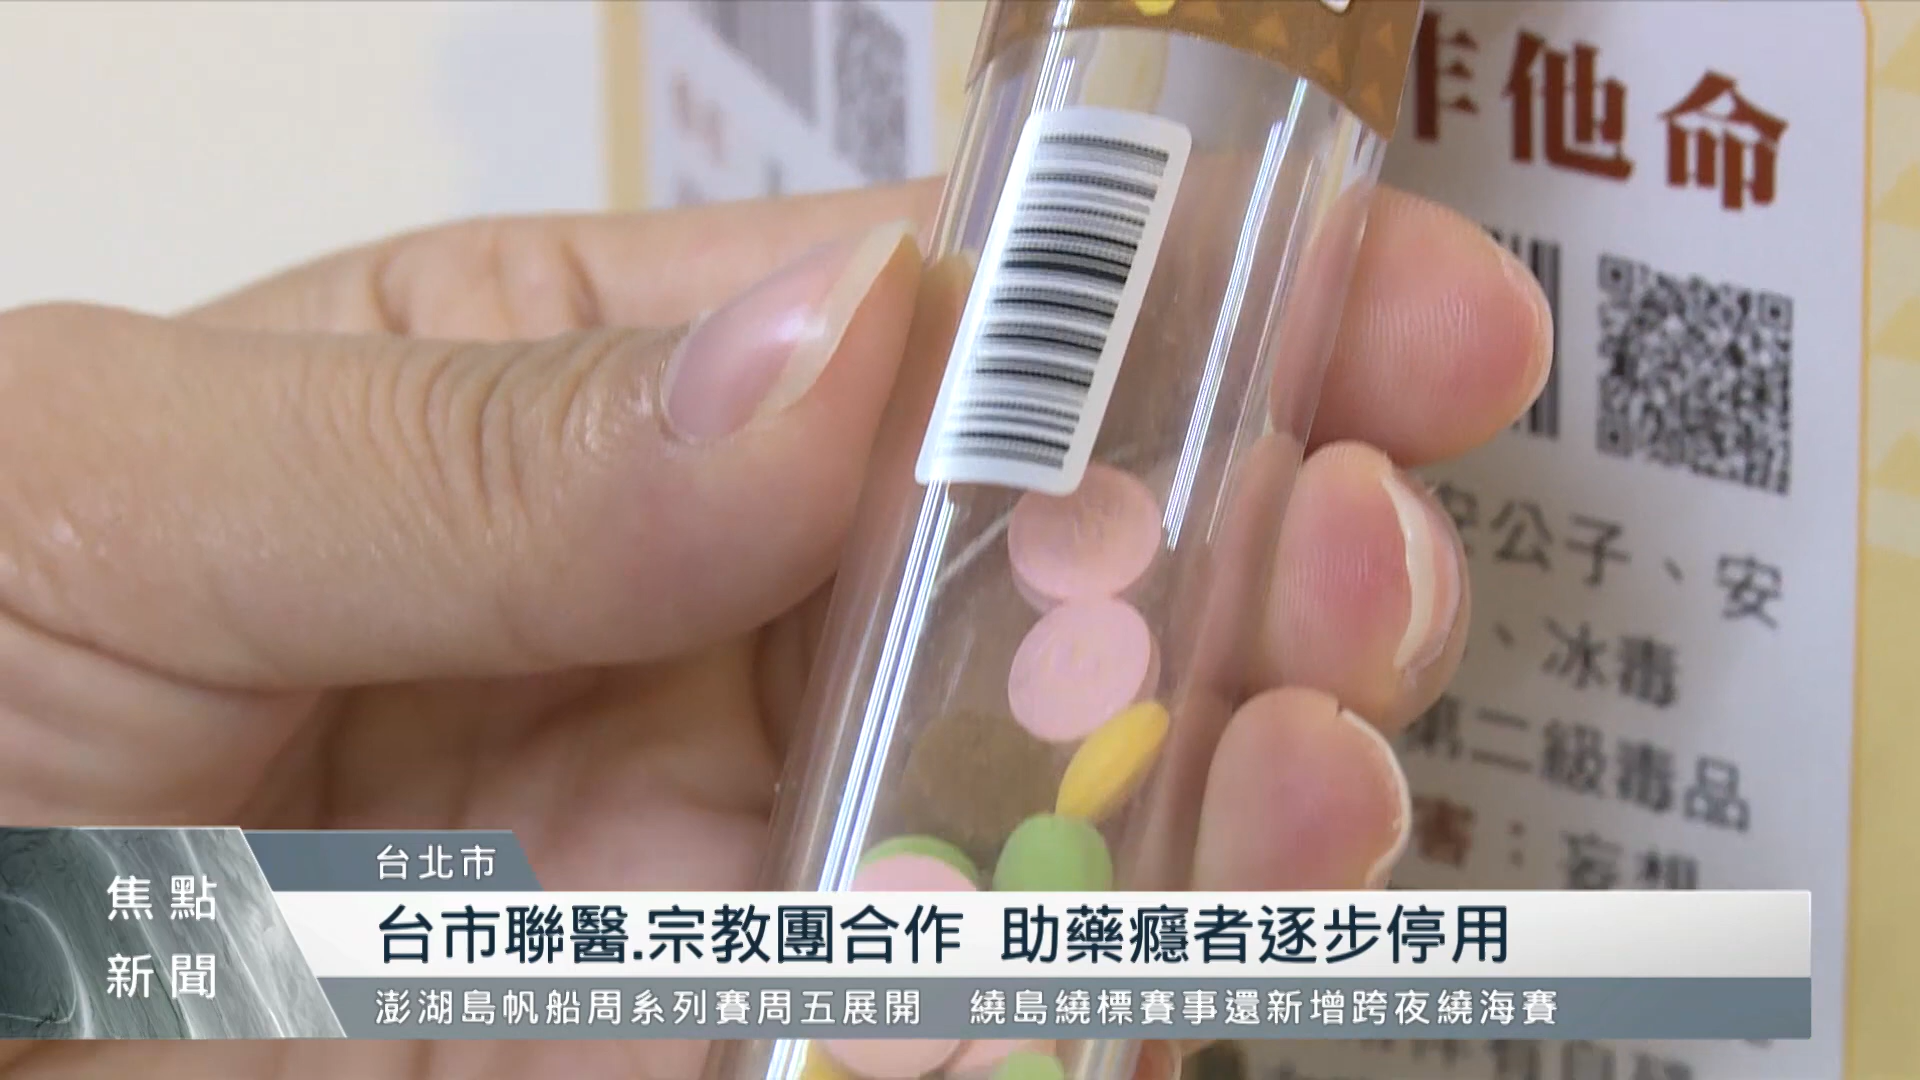 非他命
安公子、安
、冰毒
第二級毒品
害：妄想
台北市
焦點
新聞
台市聯醫.宗教團合作 助藥癮者逐步停用
澎湖島帆船周系列賽周五展開 繞島繞標賽事還新增跨夜繞海賽